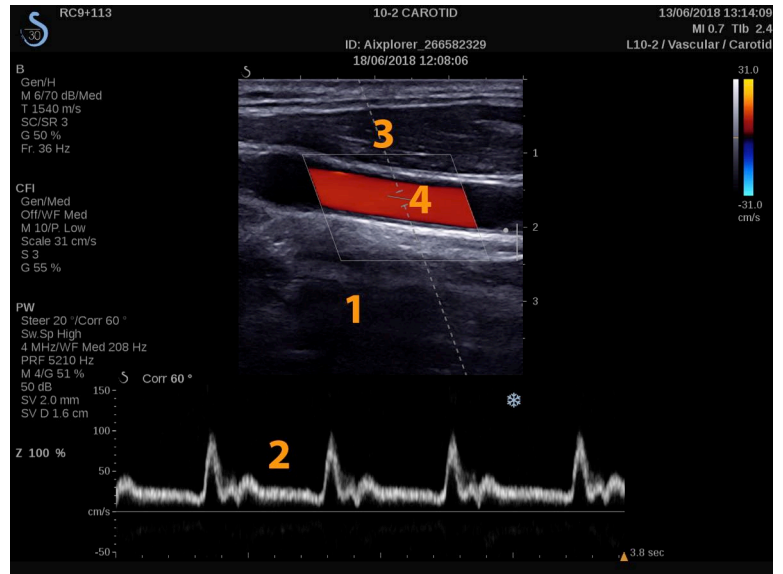 RC9+113
10-2 CAROTID
13/06/2018 13:14:09
MI 0.7 TIb 2.4
30
ID: Aixplorer_266582329
L10-2 / Vascular / Carotid
18/06/2018 12:08:06
B
Gen/H
M 6/70 dB/Med
T 1540 m/s
SC/SR 3
G 50 %
Fr. 36 Hz
31.0
-31.0
cm/s
3
1
4
2
1
3
CFI
Gen/Med
Off/WF Med
M 10/P. Low
Scale 31 cm/s
S 3
G 55 %
PW
Steer 20 °/Corr 60 °
Sw.Sp High
4 MHz/WF Med 208 Hz
PRF 5210 Hz
M 4/G 51 %
50 dB
SV 2.0 mm
SV D 1.6 cm
Z 100 %
Corr 60 °
150
100
2
50
cm/s
-50
3.8 sec